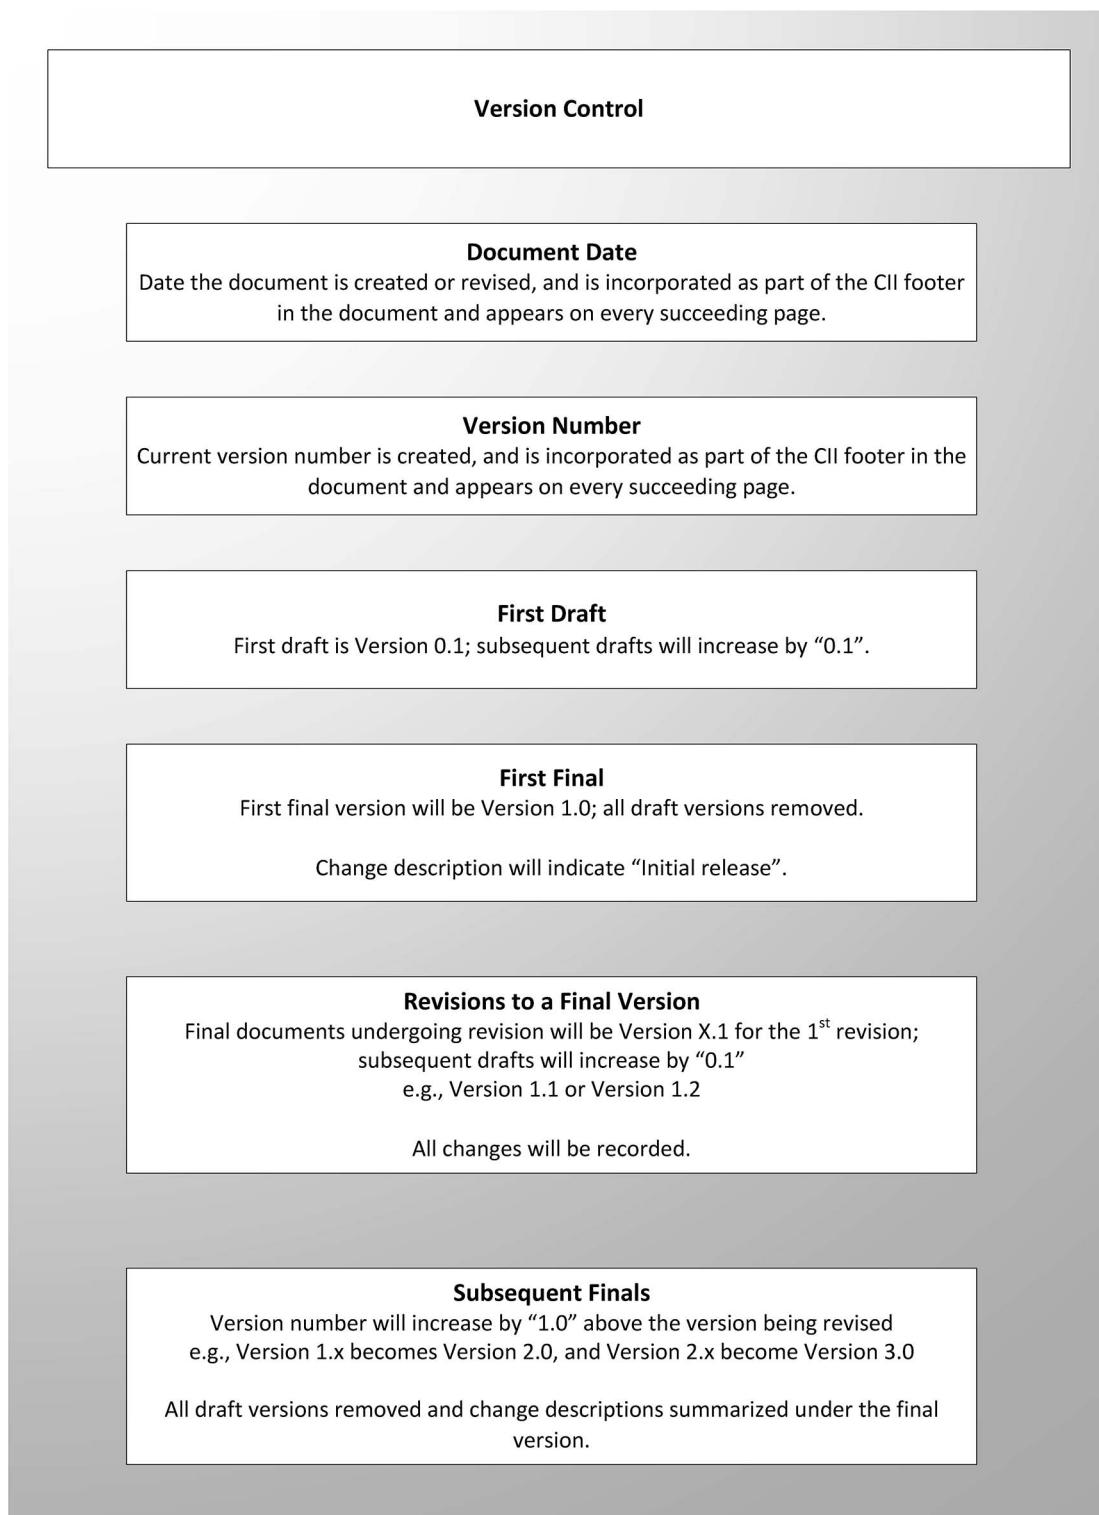 Version Control
Document Date
Date the document is created or revised, and is incorporated as part of the CII footer
in the document and appears on every succeeding page.
Version Number
Current version number is created, and is incorporated as part of the CII footer in the
document and appears on every succeeding page.
First Draft
First draft is Version 0.1; subsequent drafts will increase by “0.1”.
First Final
First final version will be Version 1.0; all draft versions removed.
Change description will indicate “Initial release”.
Revisions to a Final Version
Final documents undergoing revision will be Version X.1 for the 1st revision;
subsequent drafts will increase by “0.1”
e.g., Version 1.1 or Version 1.2
All changes will be recorded.
Subsequent Finals
Version number will increase by “1.0” above the version being revised
e.g., Version 1.x becomes Version 2.0, and Version 2.x become Version 3.0
All draft versions removed and change descriptions summarized under the final
version.